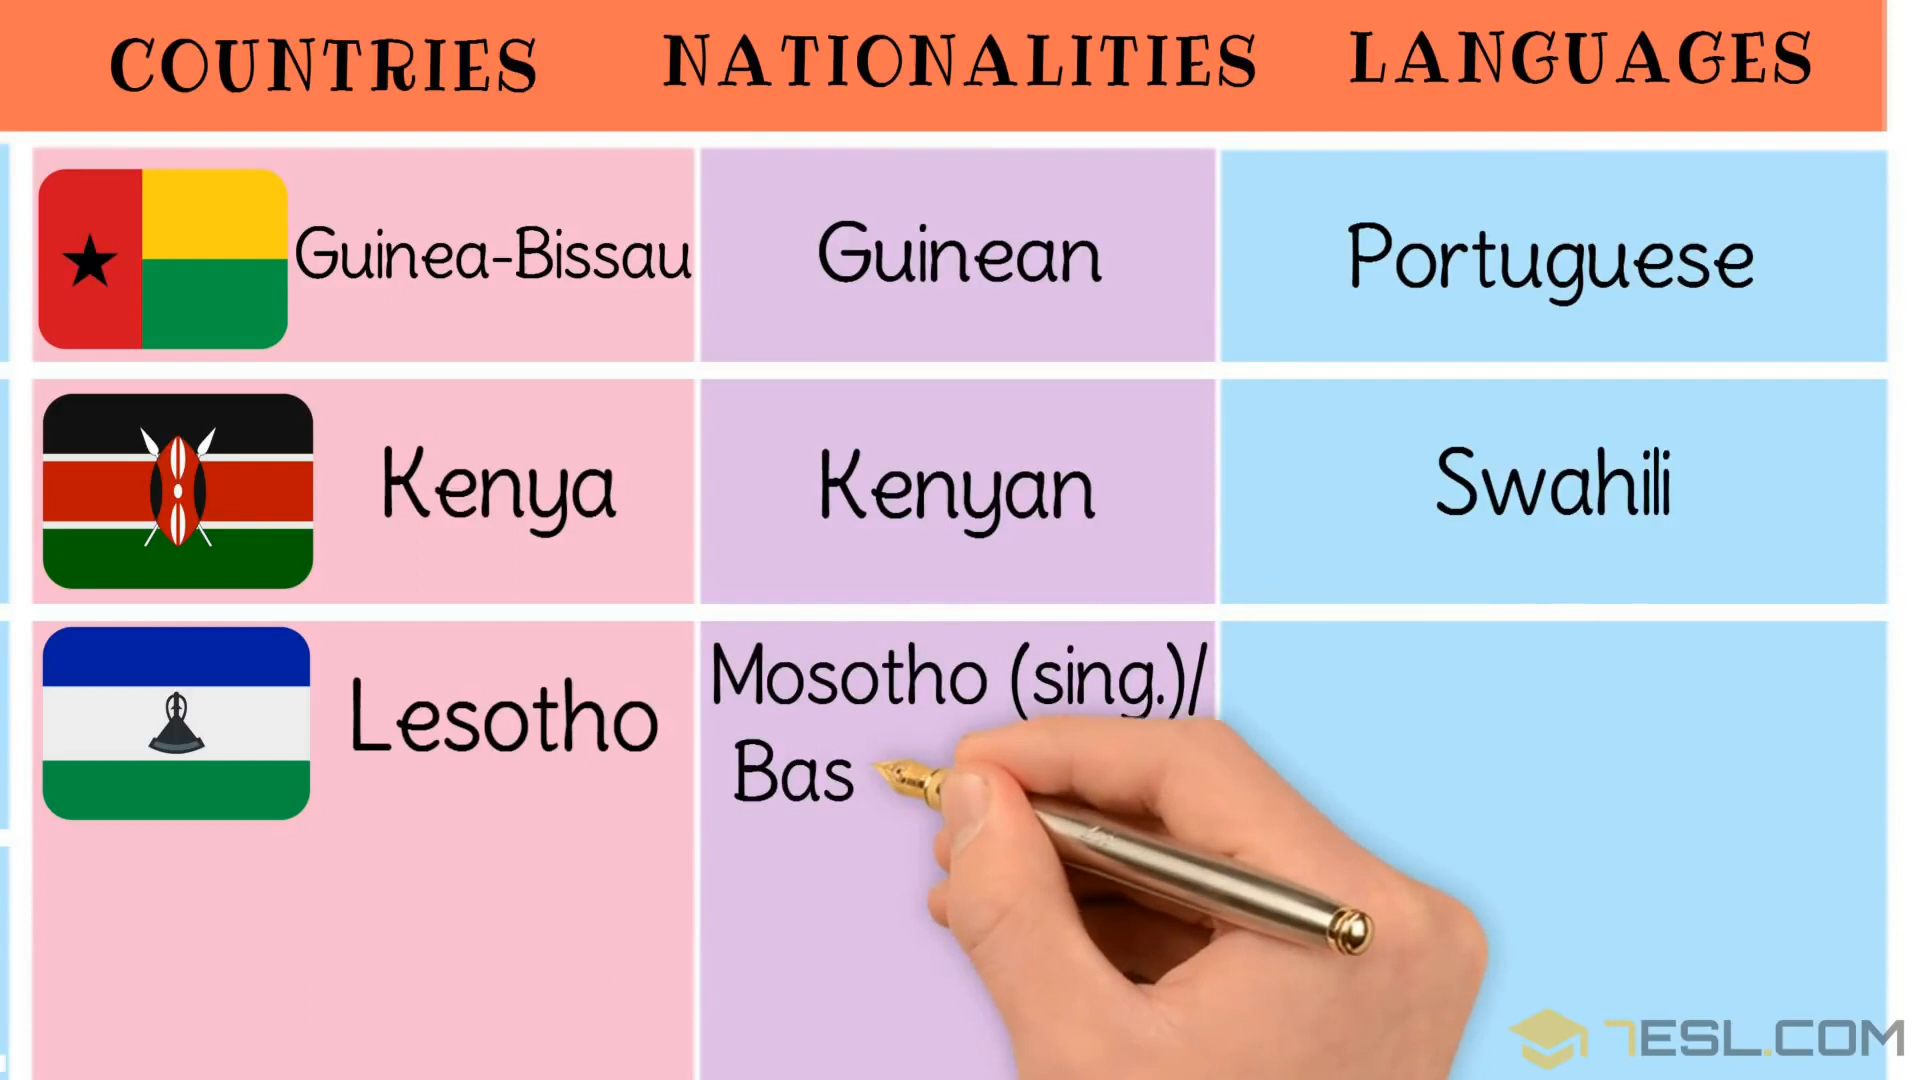 COUNTRIES NATIONALITIES LANGUAGES
Guinea-Bissau Guinean Portuguese
Kenya Kenyan Swahili
Lesotho Mosotho (sing.)/
Bas
7ESL.COM